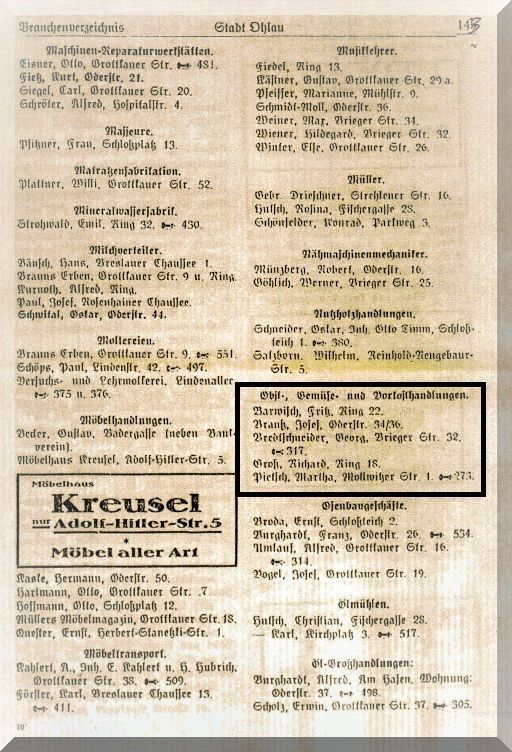 Branchenverzeichnis Stadt Ohlau
Maschinen-Reparaturwerkstätten.
Eisner, Otto, Grottkauer Str. 481.
Fietz, Kurt, Oderstr. 21.
Siegel, Carl, Grottkauer Str. 20.
Schröter, Alfred, Hospitalstr. 4.
Masseure.
Pfitzner, Frau, Schloßplatz 13.
Matratzenfabrikation.
Plattner, Willi, Grottkauer Str. 52.
Mineralwasserfabrik.
Strohwald, Emil, Ring 32. 430.
Milchverteiler.
Bänsch, Hans, Breslauer Chaussee 1.
Brauns Erben, Grottkauer Str. 9 u. Ring.
Kurnoth, Alfred, Ring.
Paul, Josef, Rosenhainer Chaussee.
Schwital, Oskar, Oderstr. 44.
Molkereien.
Brauns Erben, Grottkauer Str. 9. 551.
Schöps, Paul, Lindenstr. 42. 497.
Versuchs- und Lehrmolkerei, Lindenallee
375 u. 376.
Möbelhandlungen.
Becker, Gustav, Badergasse (neben Bank-
verein).
Möbelhaus Kreusel, Adolf-Hitler-Str. 5.
Möbelhaus
Kreusel
nur Adolf-Hitler-Str. 5
*
Möbel aller Art
Kaske, Hermann, Oderstr. 50.
Hartmann, Otto, Grottkauer Str. 7
Hoffmann, Otto, Schloßplatz 12.
Müllers Möbelmagazin, Grottkauer Str. 18.
Quester, Ernst, Herbert-Stanetzki-Str. 1.
Möbeltransport.
Kahlert, A., Inh. E. Kahlert u. H. Hubrich,
Grottkauer Str. 38. 509.
Förster, Karl, Breslauer Chaussee 13.
411.
10*
Musiklehrer.
Fiedel, Ring 13.
Kästner, Gustav, Grottkauer Str. 29 a.
Pfeiffer, Marianne, Mühlstr. 9.
Schmidt-Moll, Oderstr. 36.
Weiner, Max, Brieger Str. 34.
Wiener, Hildegard, Brieger Str. 32.
Winter, Else, Grottkauer Str. 26.
Müller.
Gebr. Drieschner, Strehlener Str. 16.
Hutsch, Rosina, Fischergasse 28.
Schönfelder, Konrad, Parkweg 3.
Nähmaschinenmechaniker.
Münzberg, Robert, Oderstr. 16.
Göhlich, Werner, Brieger Str. 25.
Nutzholzhandlungen.
Schneider, Oskar, Inh. Otto Timm, Schloß-
teich 1. 380.
Salzborn, Wilhelm, Reinhold-Neugebaur-
Str. 5.
Obst-, Gemüse- und Vorkosthandlungen.
Barwisch, Fritz, Ring 22.
Brauß, Josef, Oderstr. 34/36.
Bredtschneider, Georg, Brieger Str. 32.
317.
Groß, Richard, Ring 18.
Pietsch, Martha, Mollwitzer Str. 1. 273.
Ofenbaugeschäfte.
Broda, Ernst, Schloßteich 2.
Burghardt, Franz, Oderstr. 26. 534.
Umlauf, Alfred, Grottkauer Str. 16.
314.
Vogel, Josef, Grottkauer Str. 19.
Ölmühlen.
Hutsch, Christian, Fischergasse 28.
— Karl, Kirchplatz 3. 517.
Öl-Großhandlungen:
Burghardt, Alfred, Am Hafen. Wohnung:
Oderstr. 37. 498.
Scholz, Erwin, Grottkauer Str. 37. 305.